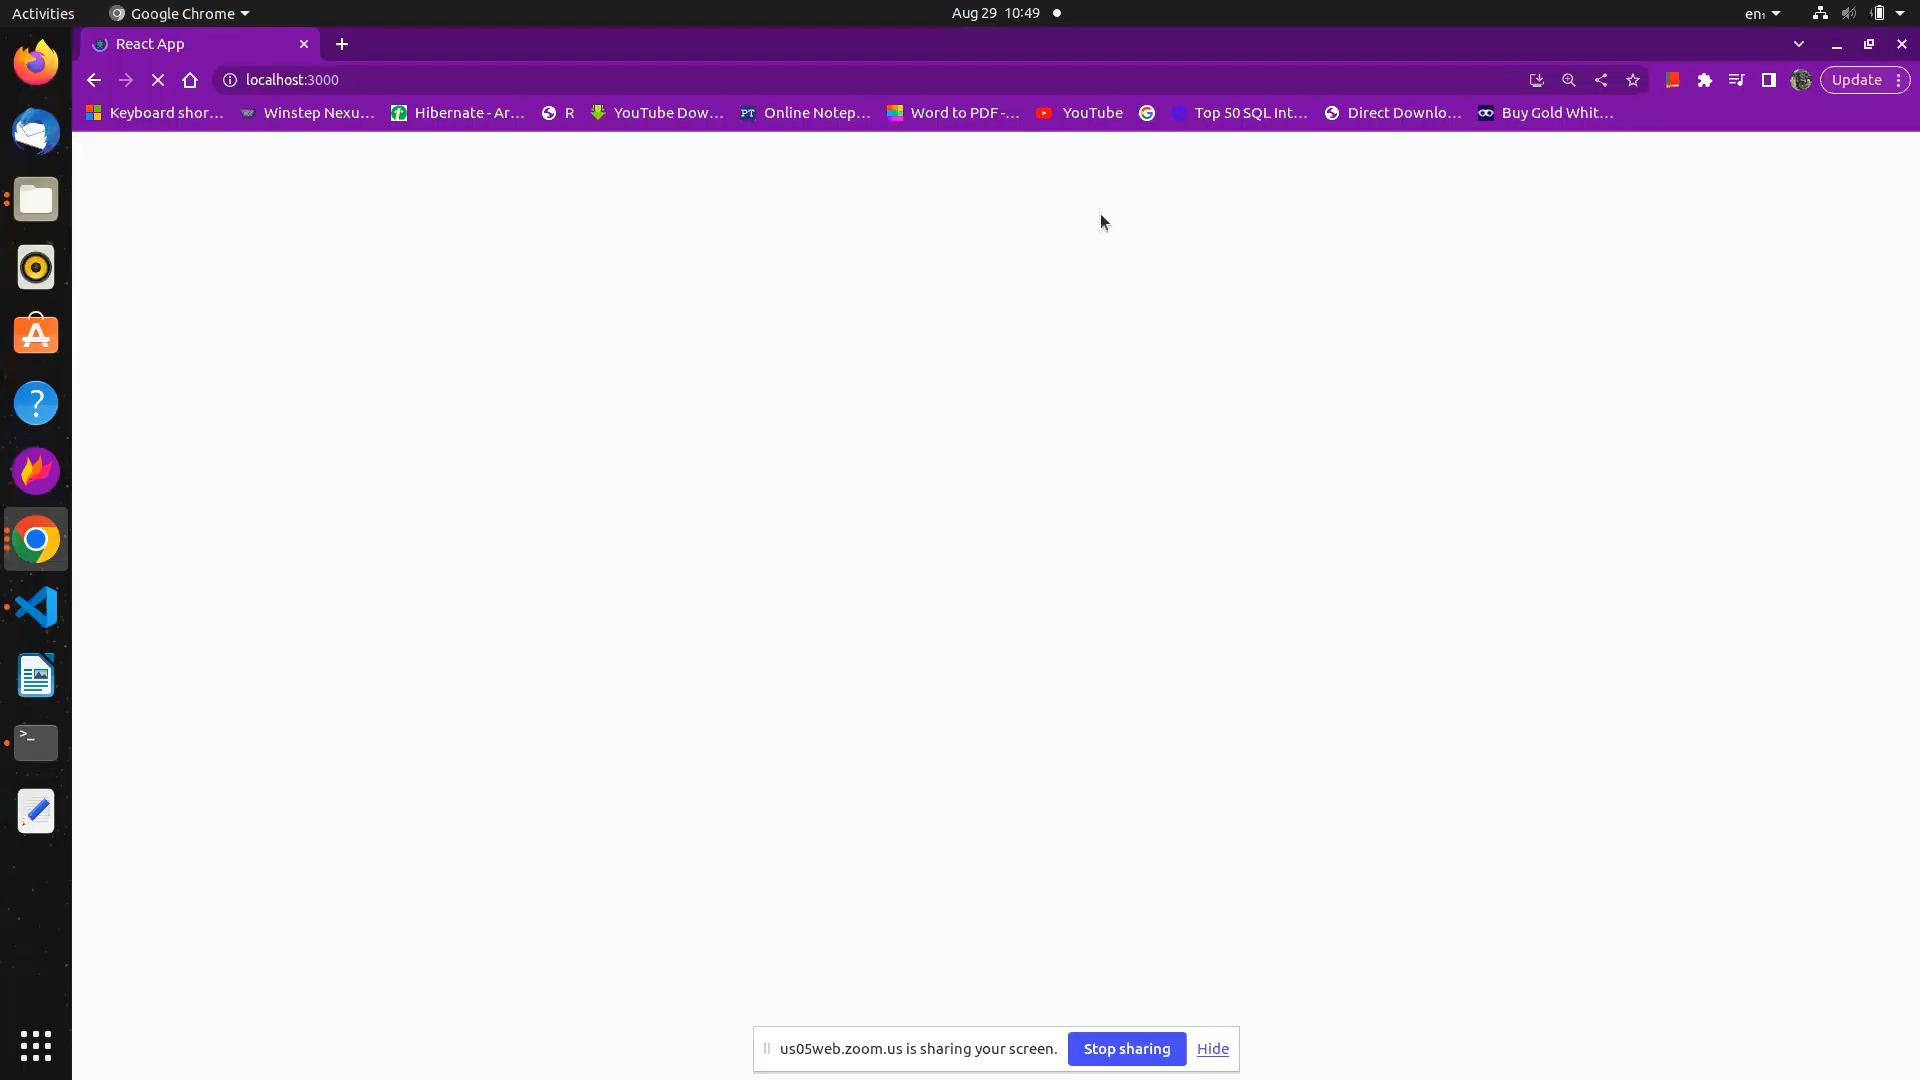 Activities
Google Chrome
Aug 29 10:49
en₁
React App
localhost:3000
Update
Keyboard shor...
Winstep Nexu...
Hibernate - Ar...
R
YouTube Dow...
PT
Online Notep...
Word to PDF -...
YouTube
Top 50 SQL Int...
Direct Downlo...
Buy Gold Whit...
us05web.zoom.us is sharing your screen.
Stop sharing
Hide